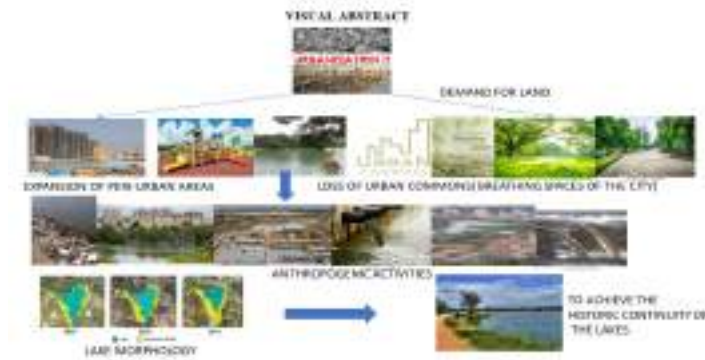 VISUAL ABSTRACT
URBANISATION
DEMAND FOR LAND
EXPANSION OF PERI-URBAN AREAS
LOSS OF URBAN COMMONS(BREATHING SPACES OF THE CITY)
ANTHROPOGENIC ACTIVITIES
LAKE MORPHOLOGY
TO ACHIEVE THE
HISTORIC CONTINUITY OF
THE LAKES